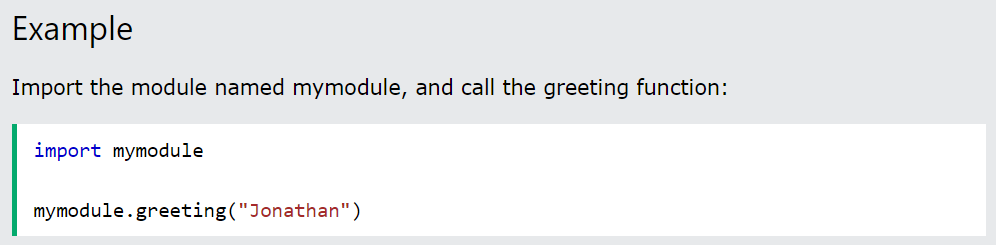 Example
Import the module named mymodule, and call the greeting function:
import mymodule
mymodule.greeting("Jonathan")